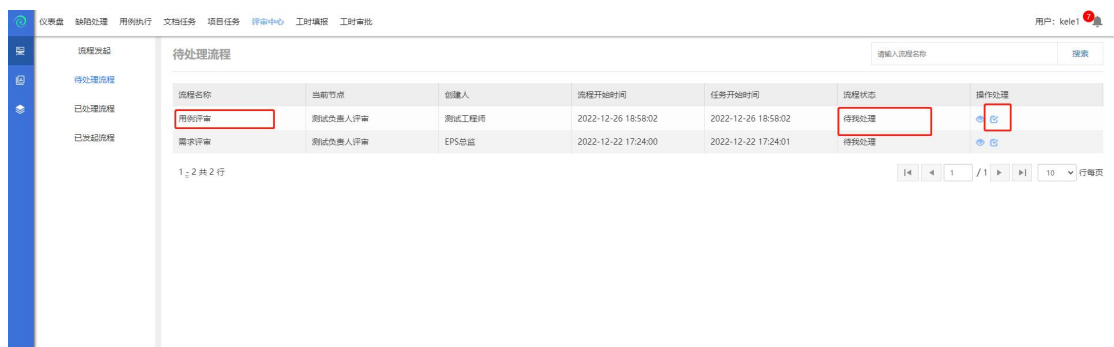 仪表盘 缺陷处理 用例执行 文档任务 项目任务 评审中心 工时填报 工时审批 用户: kele1 7
流程发起
待处理流程
已处理流程
已发起流程
待处理流程 请输入流程名称 搜索
流程名称 当前节点 创建人 流程开始时间 任务开始时间 流程状态 操作处理
用例评审 测试负责人评审 测试工程师 2022-12-26 18:58:02 2022-12-26 18:58:02 待我处理
需求评审 测试负责人评审 EPS总监 2022-12-22 17:24:00 2022-12-22 17:24:01 待我处理
1 - 2 共 2 行 1 / 1 10 行每页